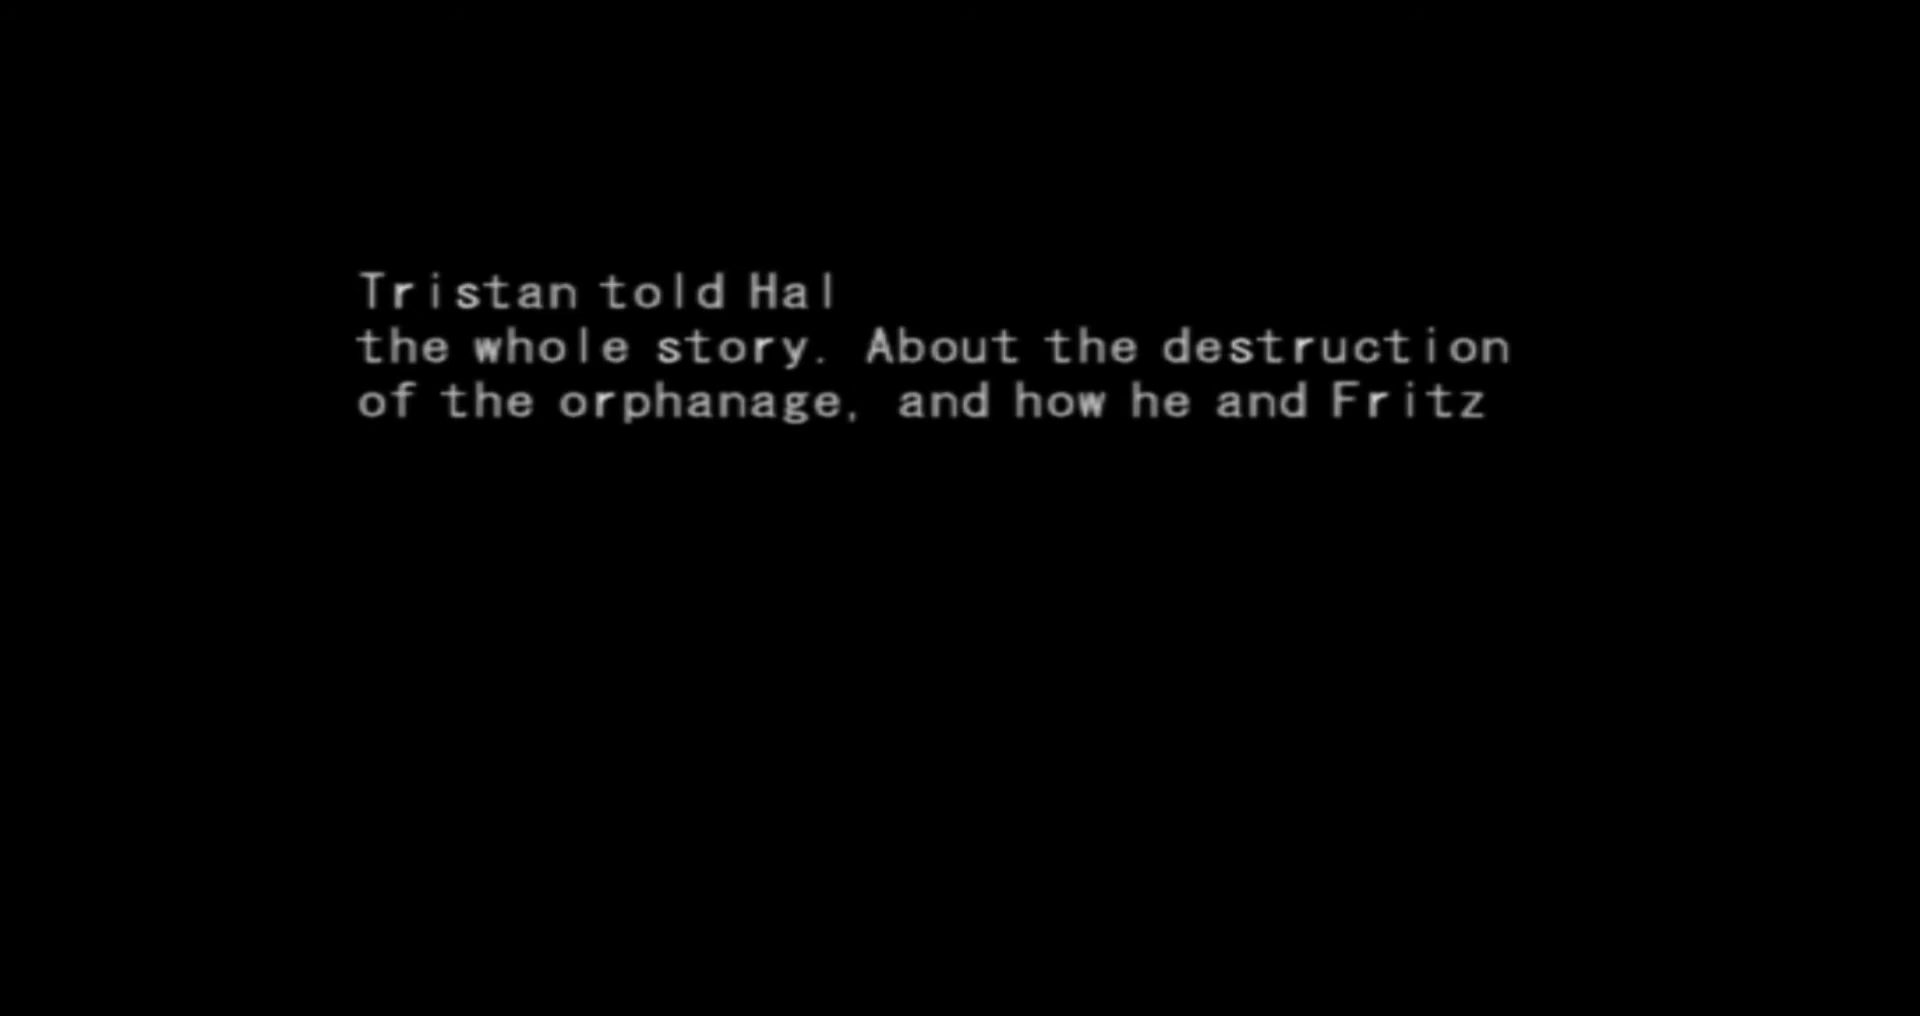 Tristan told Hal
the whole story. About the destruction
of the orphanage, and how he and Fritz